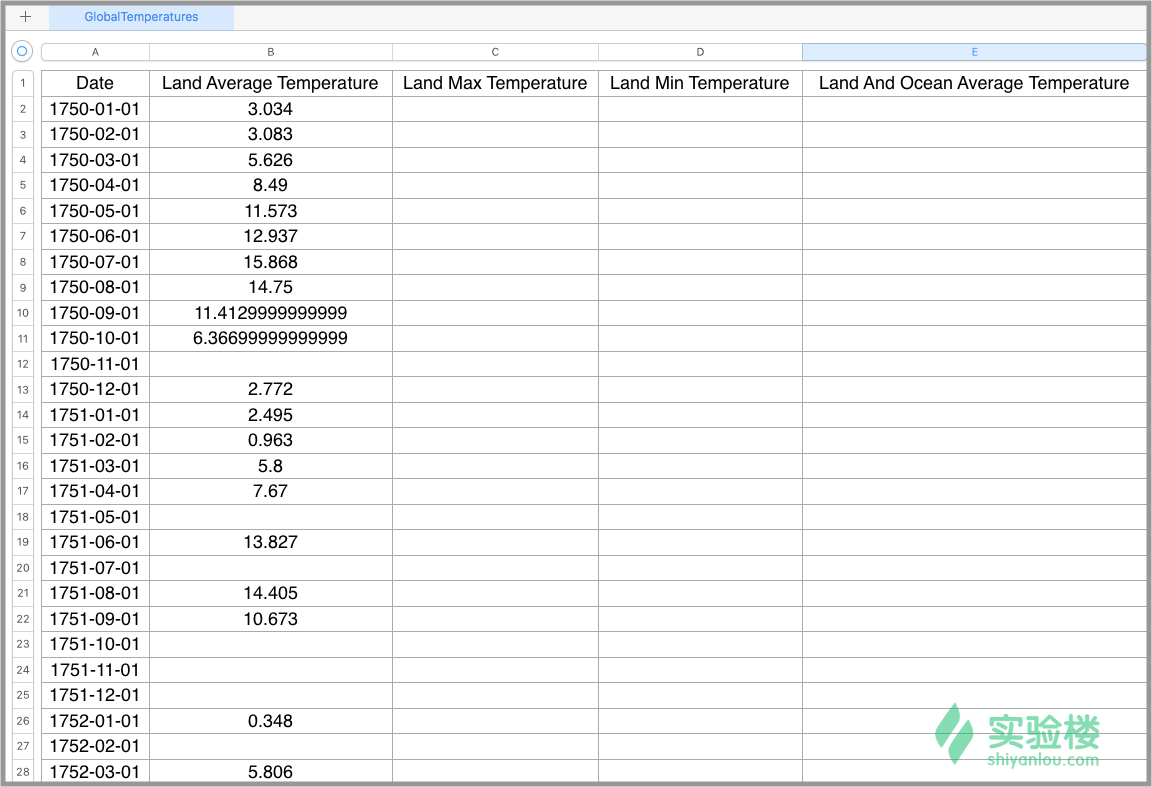 + GlobalTemperatures
A B C D E
1 Date Land Average Temperature Land Max Temperature Land Min Temperature Land And Ocean Average Temperature
2 1750-01-01 3.034
3 1750-02-01 3.083
4 1750-03-01 5.626
5 1750-04-01 8.49
6 1750-05-01 11.573
7 1750-06-01 12.937
8 1750-07-01 15.868
9 1750-08-01 14.75
10 1750-09-01 11.4129999999999
11 1750-10-01 6.36699999999999
12 1750-11-01
13 1750-12-01 2.772
14 1751-01-01 2.495
15 1751-02-01 0.963
16 1751-03-01 5.8
17 1751-04-01 7.67
18 1751-05-01
19 1751-06-01 13.827
20 1751-07-01
21 1751-08-01 14.405
22 1751-09-01 10.673
23 1751-10-01
24 1751-11-01
25 1751-12-01
26 1752-01-01 0.348
27 1752-02-01
28 1752-03-01 5.806
实验楼
shiyanlou.com